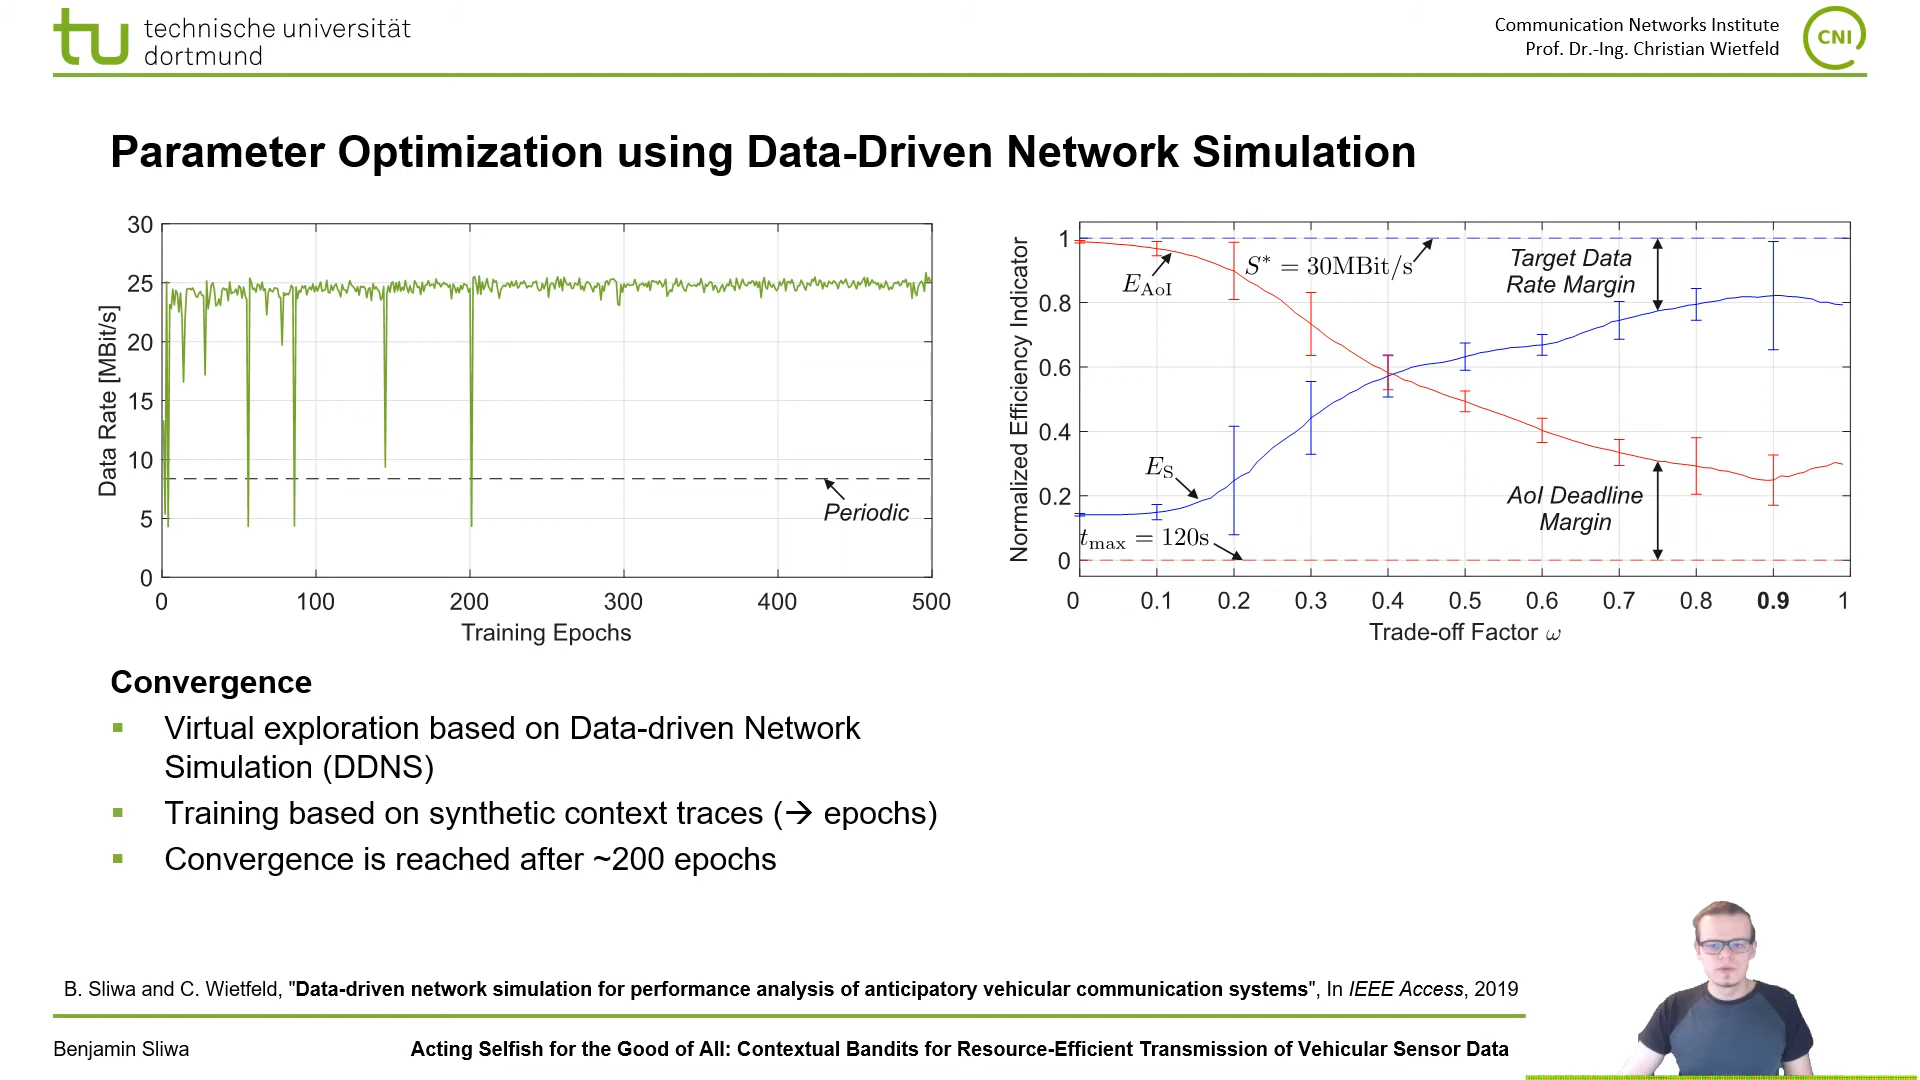 technische universität
dortmund
Communication Networks Institute
Prof. Dr.-Ing. Christian Wietfeld
CNI
Parameter Optimization using Data-Driven Network Simulation
30
25
20
15
10
5
0
Data Rate [MBit/s]
Periodic
0 100 200 300 400 500
Training Epochs
1
0.8
0.6
0.4
0.2
0
Normalized Efficiency Indicator
E_AoI
S* = 30MBit/s
Target Data
Rate Margin
E_S
AoI Deadline
Margin
t_max = 120s
0 0.1 0.2 0.3 0.4 0.5 0.6 0.7 0.8 0.9 1
Trade-off Factor ω
Convergence
▪ Virtual exploration based on Data-driven Network
Simulation (DDNS)
▪ Training based on synthetic context traces (→ epochs)
▪ Convergence is reached after ~200 epochs
B. Sliwa and C. Wietfeld, "Data-driven network simulation for performance analysis of anticipatory vehicular communication systems", In IEEE Access, 2019
Benjamin Sliwa
Acting Selfish for the Good of All: Contextual Bandits for Resource-Efficient Transmission of Vehicular Sensor Data